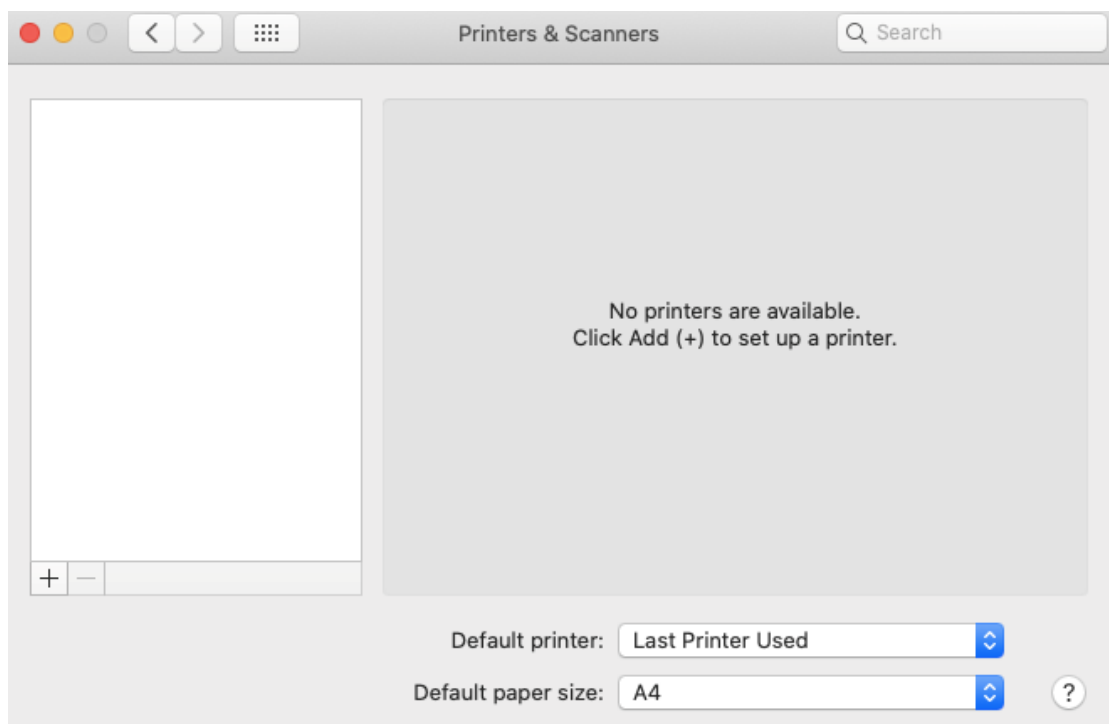 Printers & Scanners
Search
No printers are available.
Click Add (+) to set up a printer.
+ −
Default printer: Last Printer Used
Default paper size: A4
?